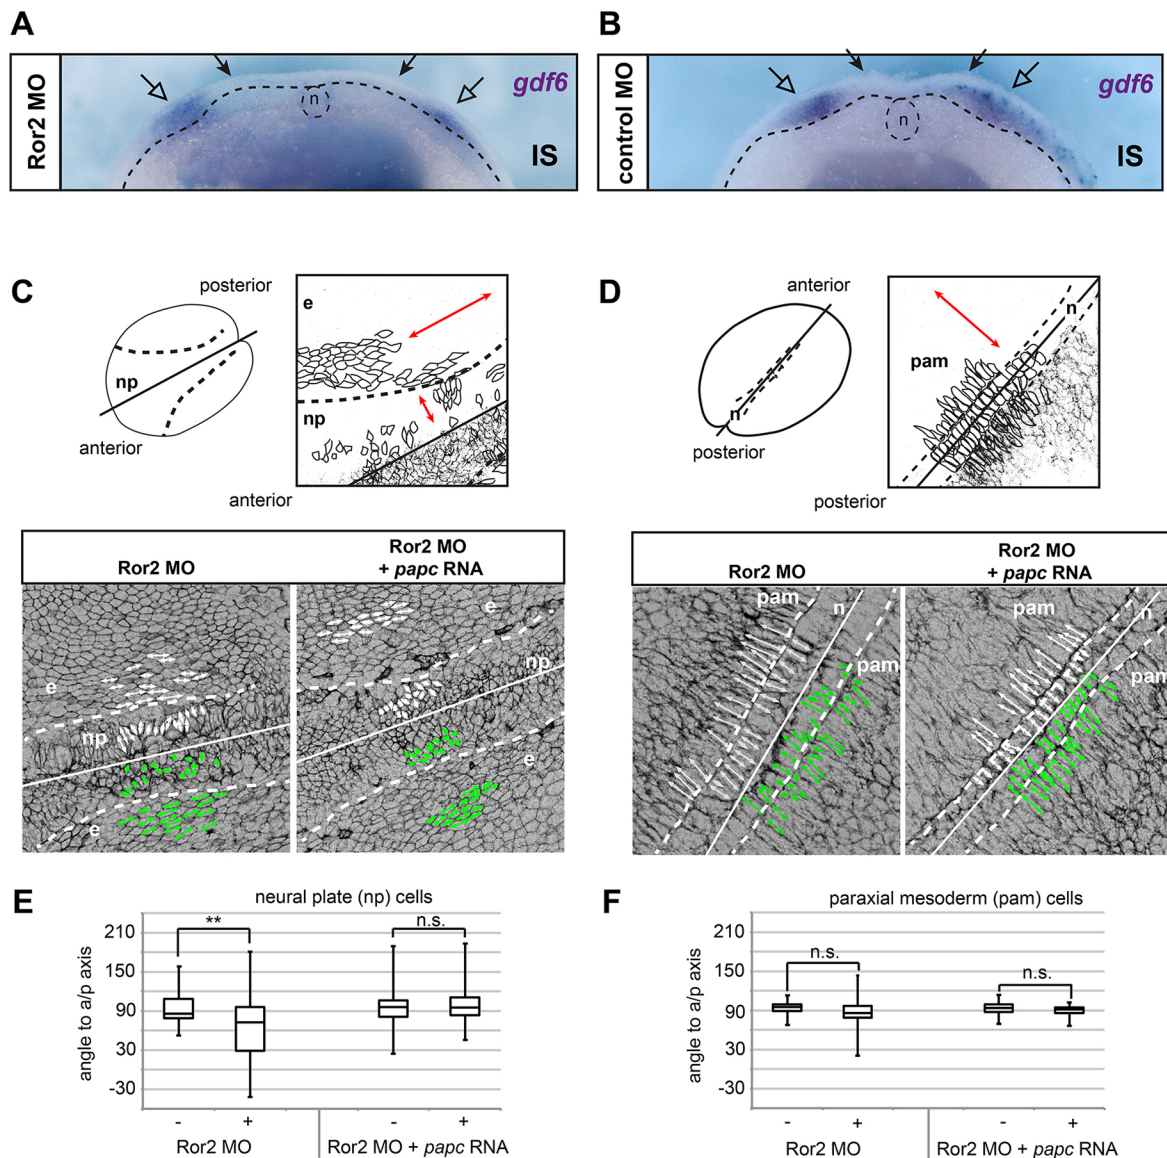 A
B
Ror2 MO
n
gdf6
IS
control MO
n
gdf6
IS
C
posterior
np
anterior
e
np
anterior
D
anterior
n
posterior
n
pam
posterior
Ror2 MO
Ror2 MO
+ papc RNA
e
np
e
e
np
e
Ror2 MO
Ror2 MO
+ papc RNA
pam
n
pam
pam
n
pam
E
neural plate (np) cells
angle to a/p axis
210
150
90
30
-30
**
n.s.
- + - +
Ror2 MO Ror2 MO + papc RNA
F
paraxial mesoderm (pam) cells
angle to a/p axis
210
150
90
30
-30
n.s.
n.s.
- + - +
Ror2 MO Ror2 MO + papc RNA